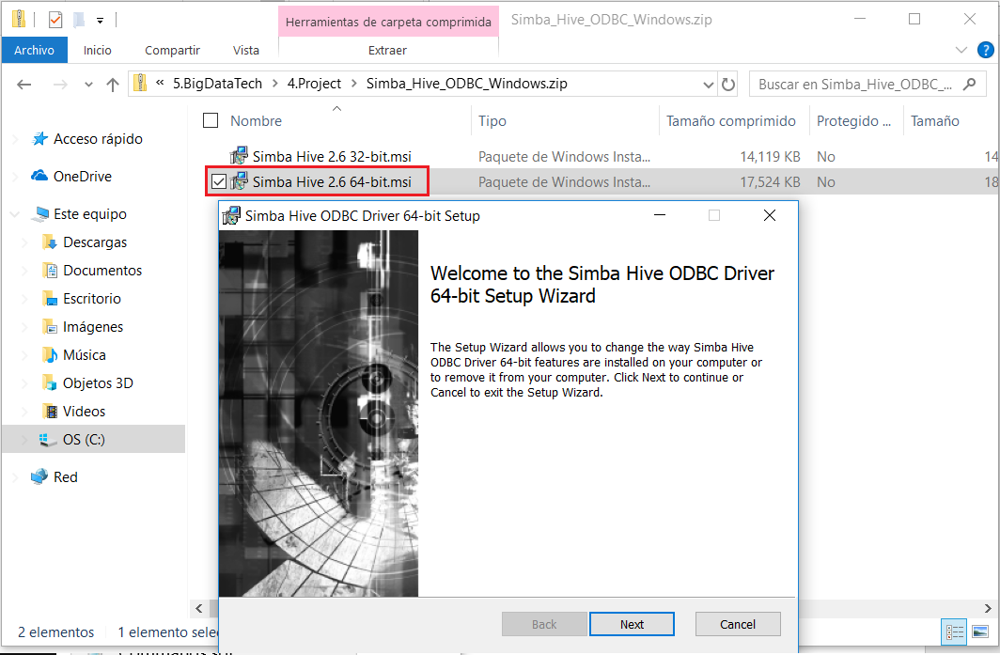 Herramientas de carpeta comprimida
Simba_Hive_ODBC_Windows.zip
Archivo
Inicio
Compartir
Vista
Extraer
?
«
5.BigDataTech
4.Project
Simba_Hive_ODBC_Windows.zip
Buscar en Simba_Hive_ODBC_...
Nombre
Tipo
Tamaño comprimido
Protegido ...
Tamaño
Acceso rápido
OneDrive
Este equipo
Descargas
Documentos
Escritorio
Imágenes
Música
Objetos 3D
Videos
OS (C:)
Red
Simba Hive 2.6 32-bit.msi
Paquete de Windows Insta...
14,119 KB
No
14
Simba Hive 2.6 64-bit.msi
Paquete de Windows Insta...
17,524 KB
No
18
Simba Hive ODBC Driver 64-bit Setup
Welcome to the Simba Hive ODBC Driver
64-bit Setup Wizard
The Setup Wizard allows you to change the way Simba Hive
ODBC Driver 64-bit features are installed on your computer or
to remove it from your computer. Click Next to continue or
Cancel to exit the Setup Wizard.
Back
Next
Cancel
2 elementos
1 elemento sele